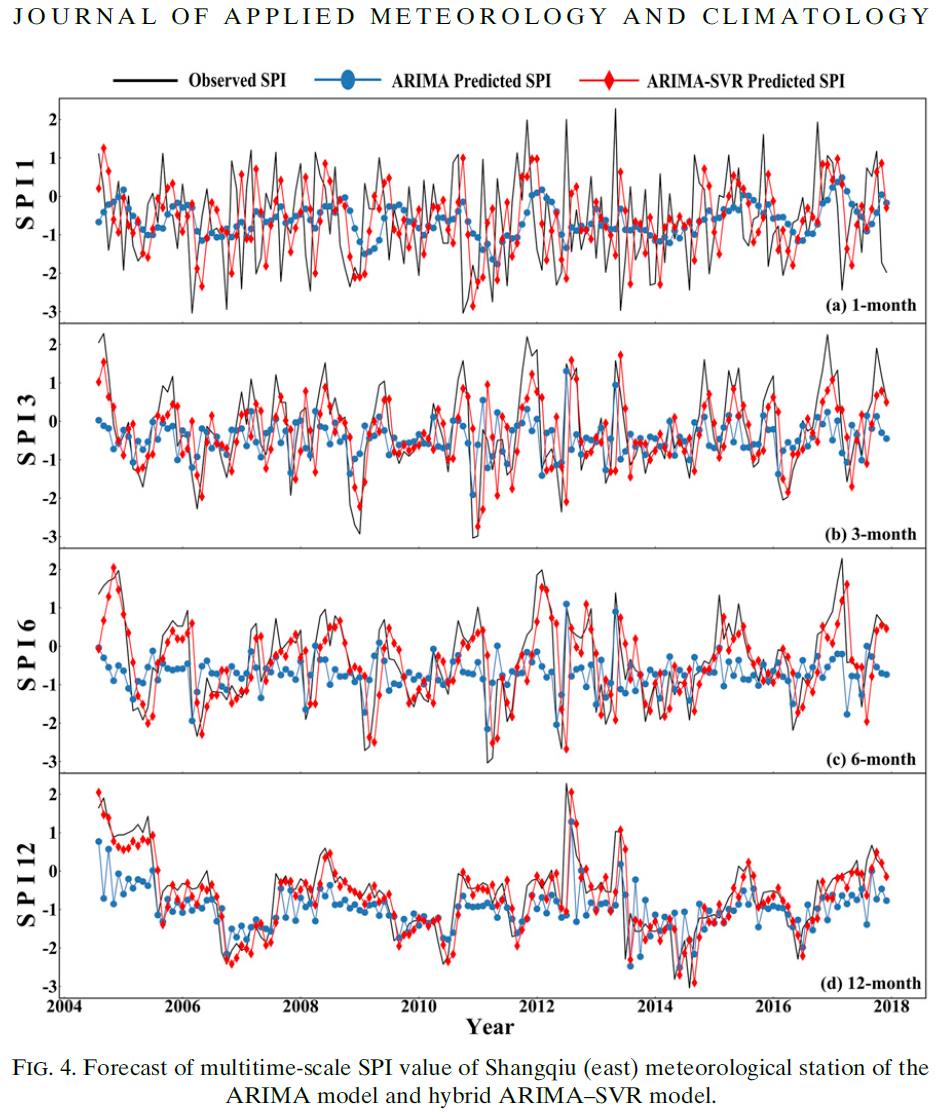 JOURNAL OF APPLIED METEOROLOGY AND CLIMATOLOGY
Observed SPI ARIMA Predicted SPI ARIMA-SVR Predicted SPI
SPI1
2
1
0
-1
-2
-3
(a) 1-month
SPI3
2
1
0
-1
-2
-3
(b) 3-month
SPI6
2
1
0
-1
-2
-3
(c) 6-month
SPI12
2
1
0
-1
-2
-3
(d) 12-month
2004 2006 2008 2010 2012 2014 2016 2018
Year
FIG. 4. Forecast of multitime-scale SPI value of Shangqiu (east) meteorological station of the
ARIMA model and hybrid ARIMA–SVR model.